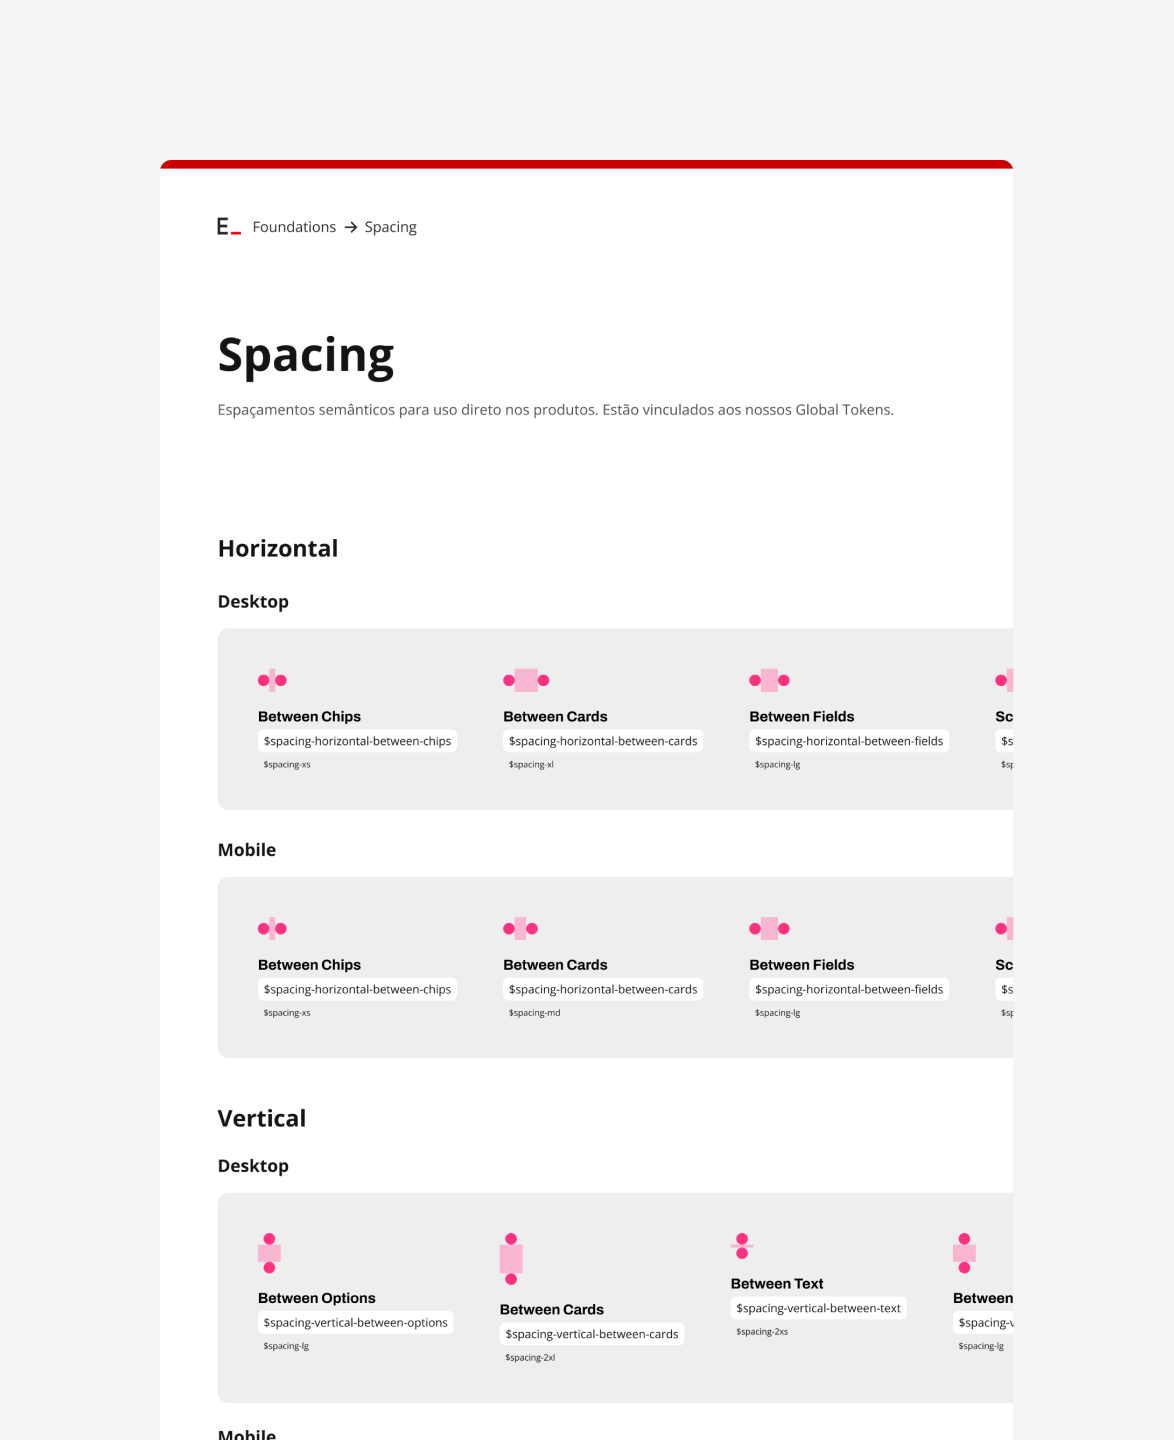 E_ Foundations → Spacing
Spacing
Espaçamentos semânticos para uso direto nos produtos. Estão vinculados aos nossos Global Tokens.
Horizontal
Desktop
Between Chips
$spacing-horizontal-between-chips
$spacing-xs
Between Cards
$spacing-horizontal-between-cards
$spacing-xl
Between Fields
$spacing-horizontal-between-fields
$spacing-lg
Mobile
Between Chips
$spacing-horizontal-between-chips
$spacing-xs
Between Cards
$spacing-horizontal-between-cards
$spacing-md
Between Fields
$spacing-horizontal-between-fields
$spacing-lg
Vertical
Desktop
Between Options
$spacing-vertical-between-options
$spacing-lg
Between Cards
$spacing-vertical-between-cards
$spacing-2xl
Between Text
$spacing-vertical-between-text
$spacing-2xs
Between
$spacing-lg
Mobile